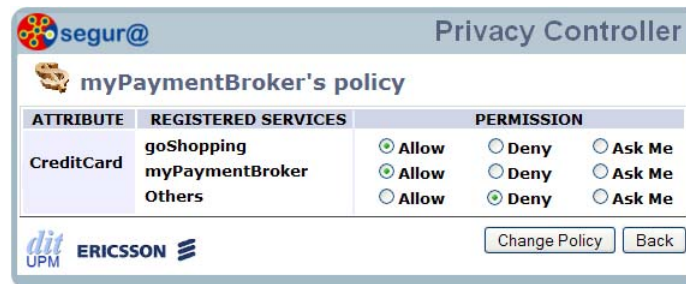 segur@ Privacy Controller
myPaymentBroker's policy
ATTRIBUTE REGISTERED SERVICES PERMISSION
goShopping Allow Deny Ask Me
CreditCard myPaymentBroker Allow Deny Ask Me
Others Allow Deny Ask Me
dit UPM ERICSSON Change Policy Back